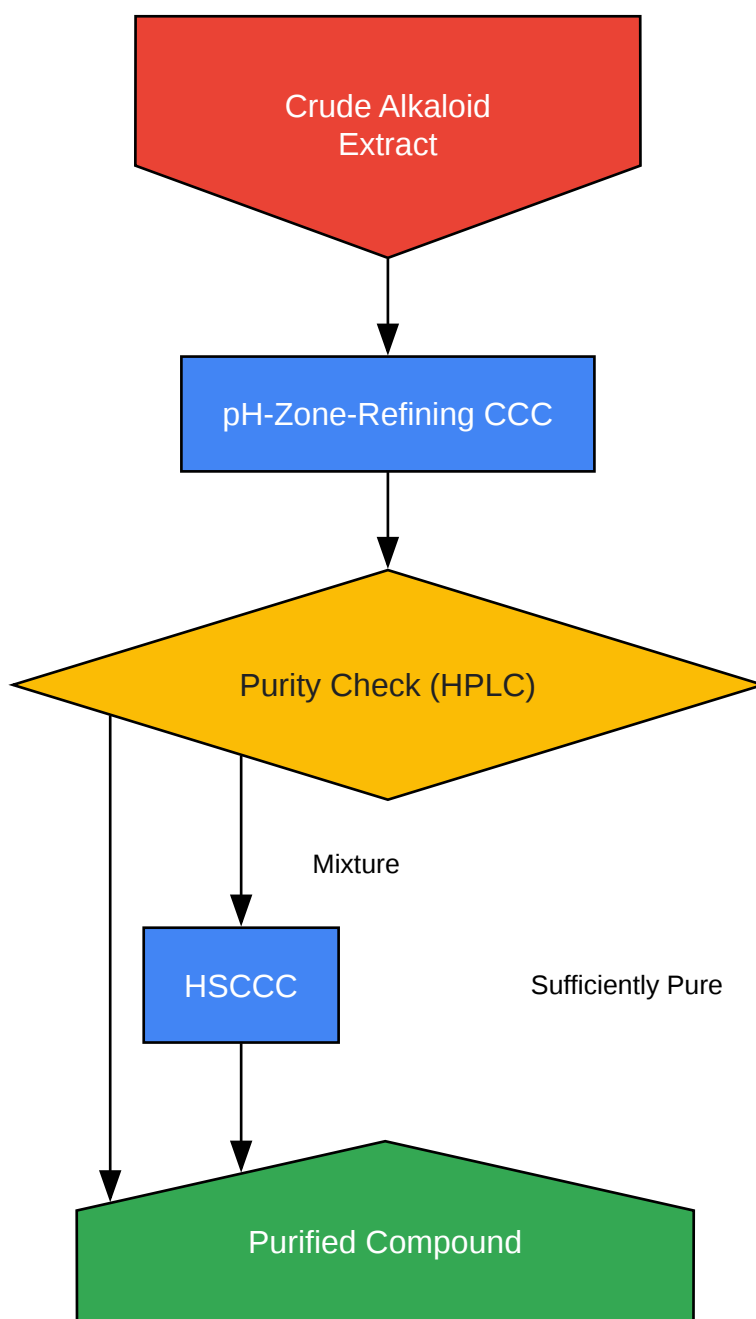 Crude Alkaloid
Extract
pH-Zone-Refining CCC
Purity Check (HPLC)
Mixture
HSCCC
Sufficiently Pure
Purified Compound